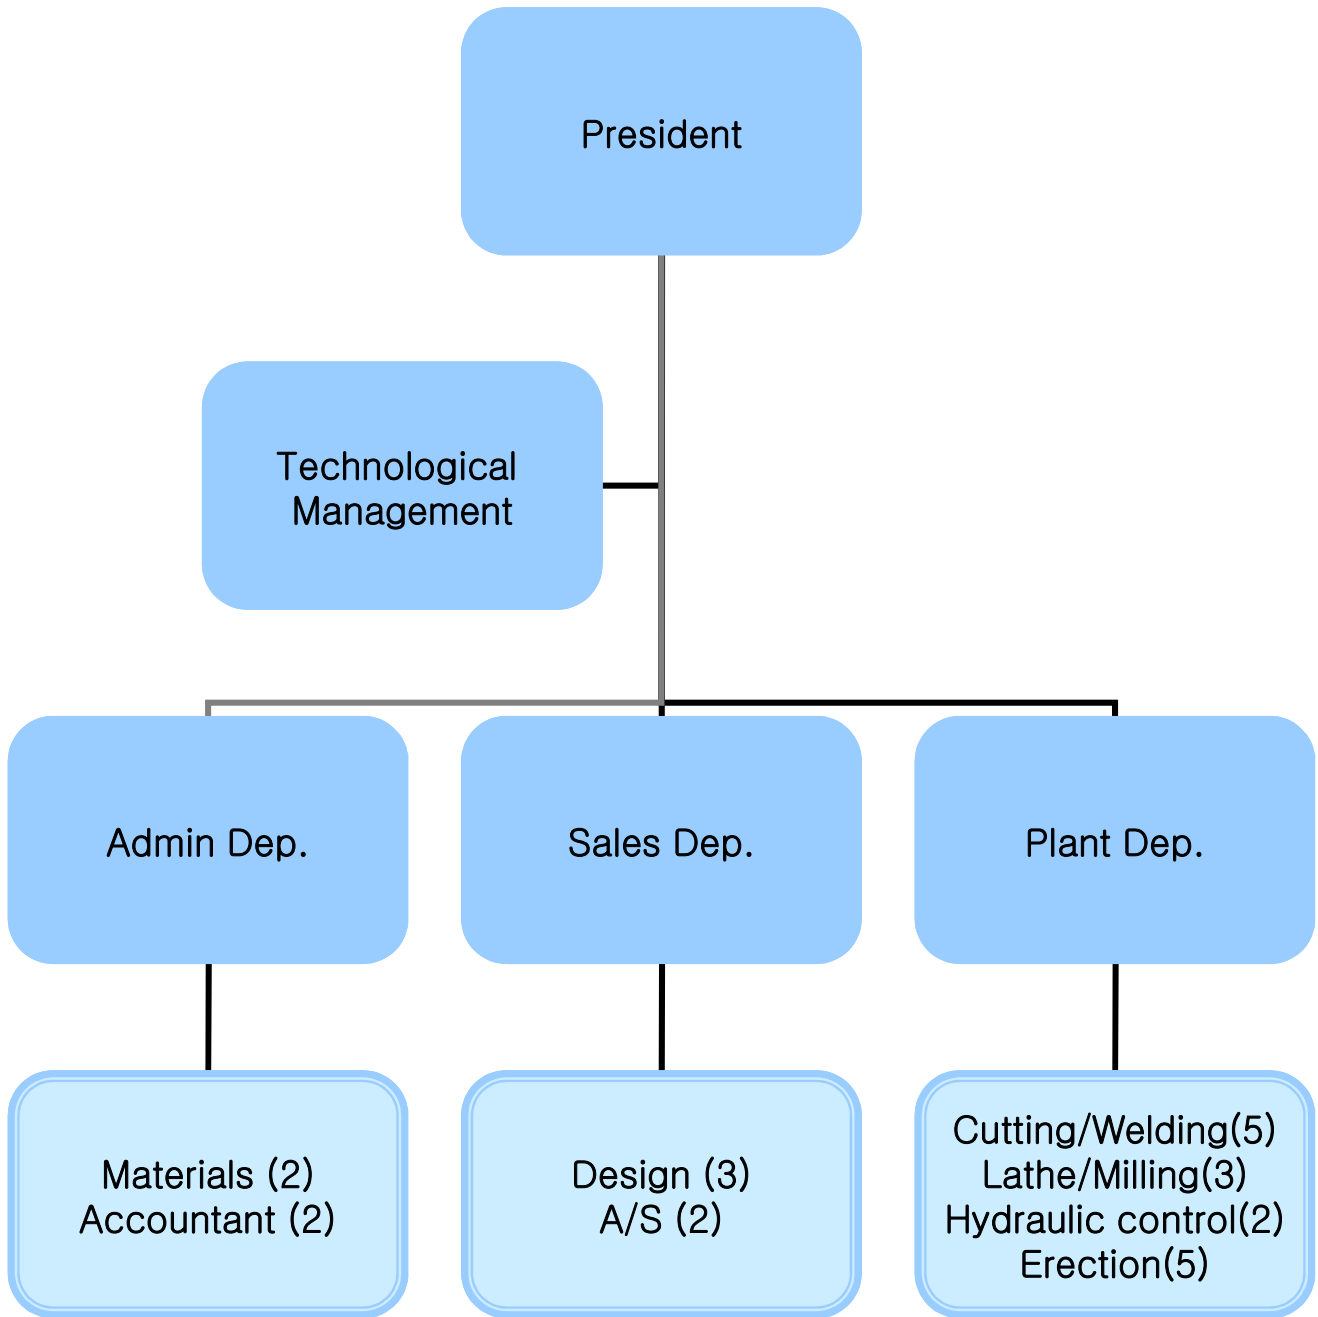 President
Technological
Management
Admin Dep.
Sales Dep.
Plant Dep.
Materials (2)
Accountant (2)
Design (3)
A/S (2)
Cutting/Welding(5)
Lathe/Milling(3)
Hydraulic control(2)
Erection(5)